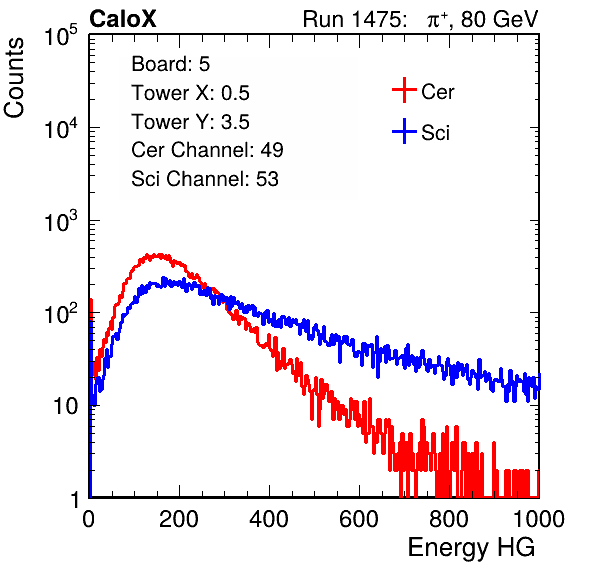 CaloX Run 1475: π⁺, 80 GeV
Counts
Board: 5
Tower X: 0.5
Tower Y: 3.5
Cer Channel: 49
Sci Channel: 53
Cer
Sci
10⁵
10⁴
10³
10²
10
1
0 200 400 600 800 1000
Energy HG